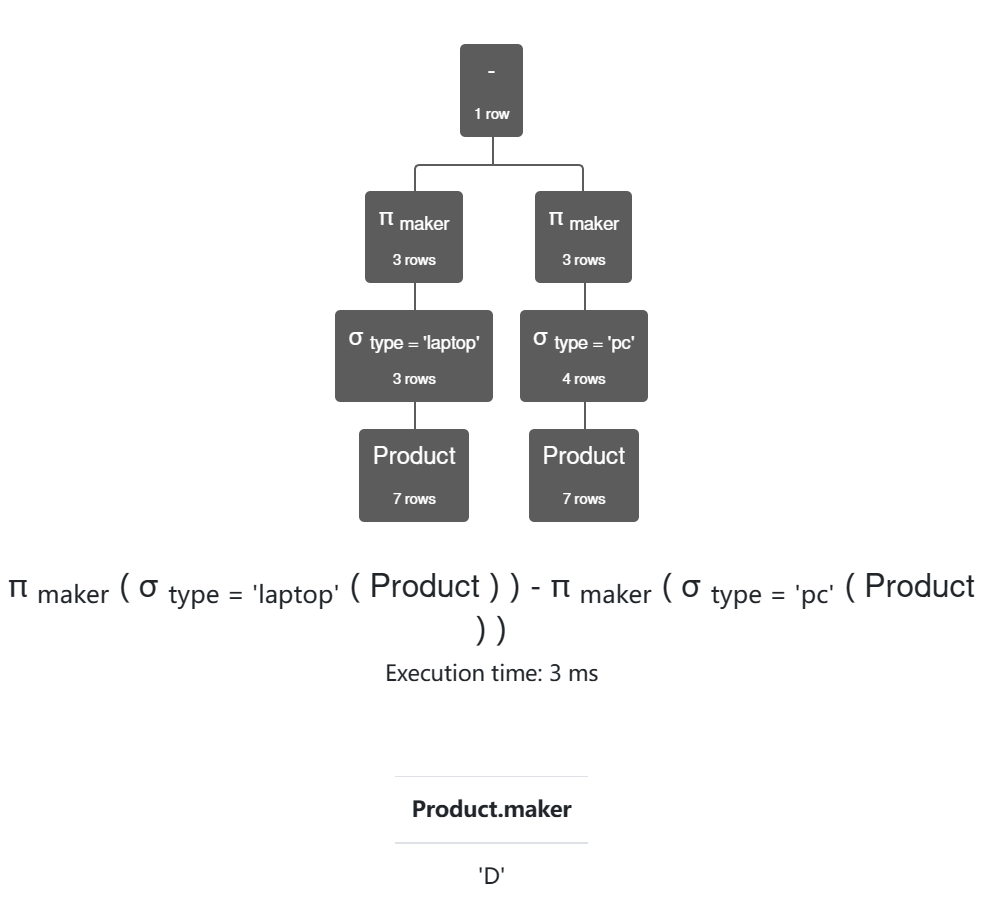 -
1 row
π maker
3 rows
π maker
3 rows
σ type = 'laptop'
3 rows
σ type = 'pc'
4 rows
Product
7 rows
Product
7 rows
π maker ( σ type = 'laptop' ( Product ) ) - π maker ( σ type = 'pc' ( Product
) )
Execution time: 3 ms
Product.maker
'D'